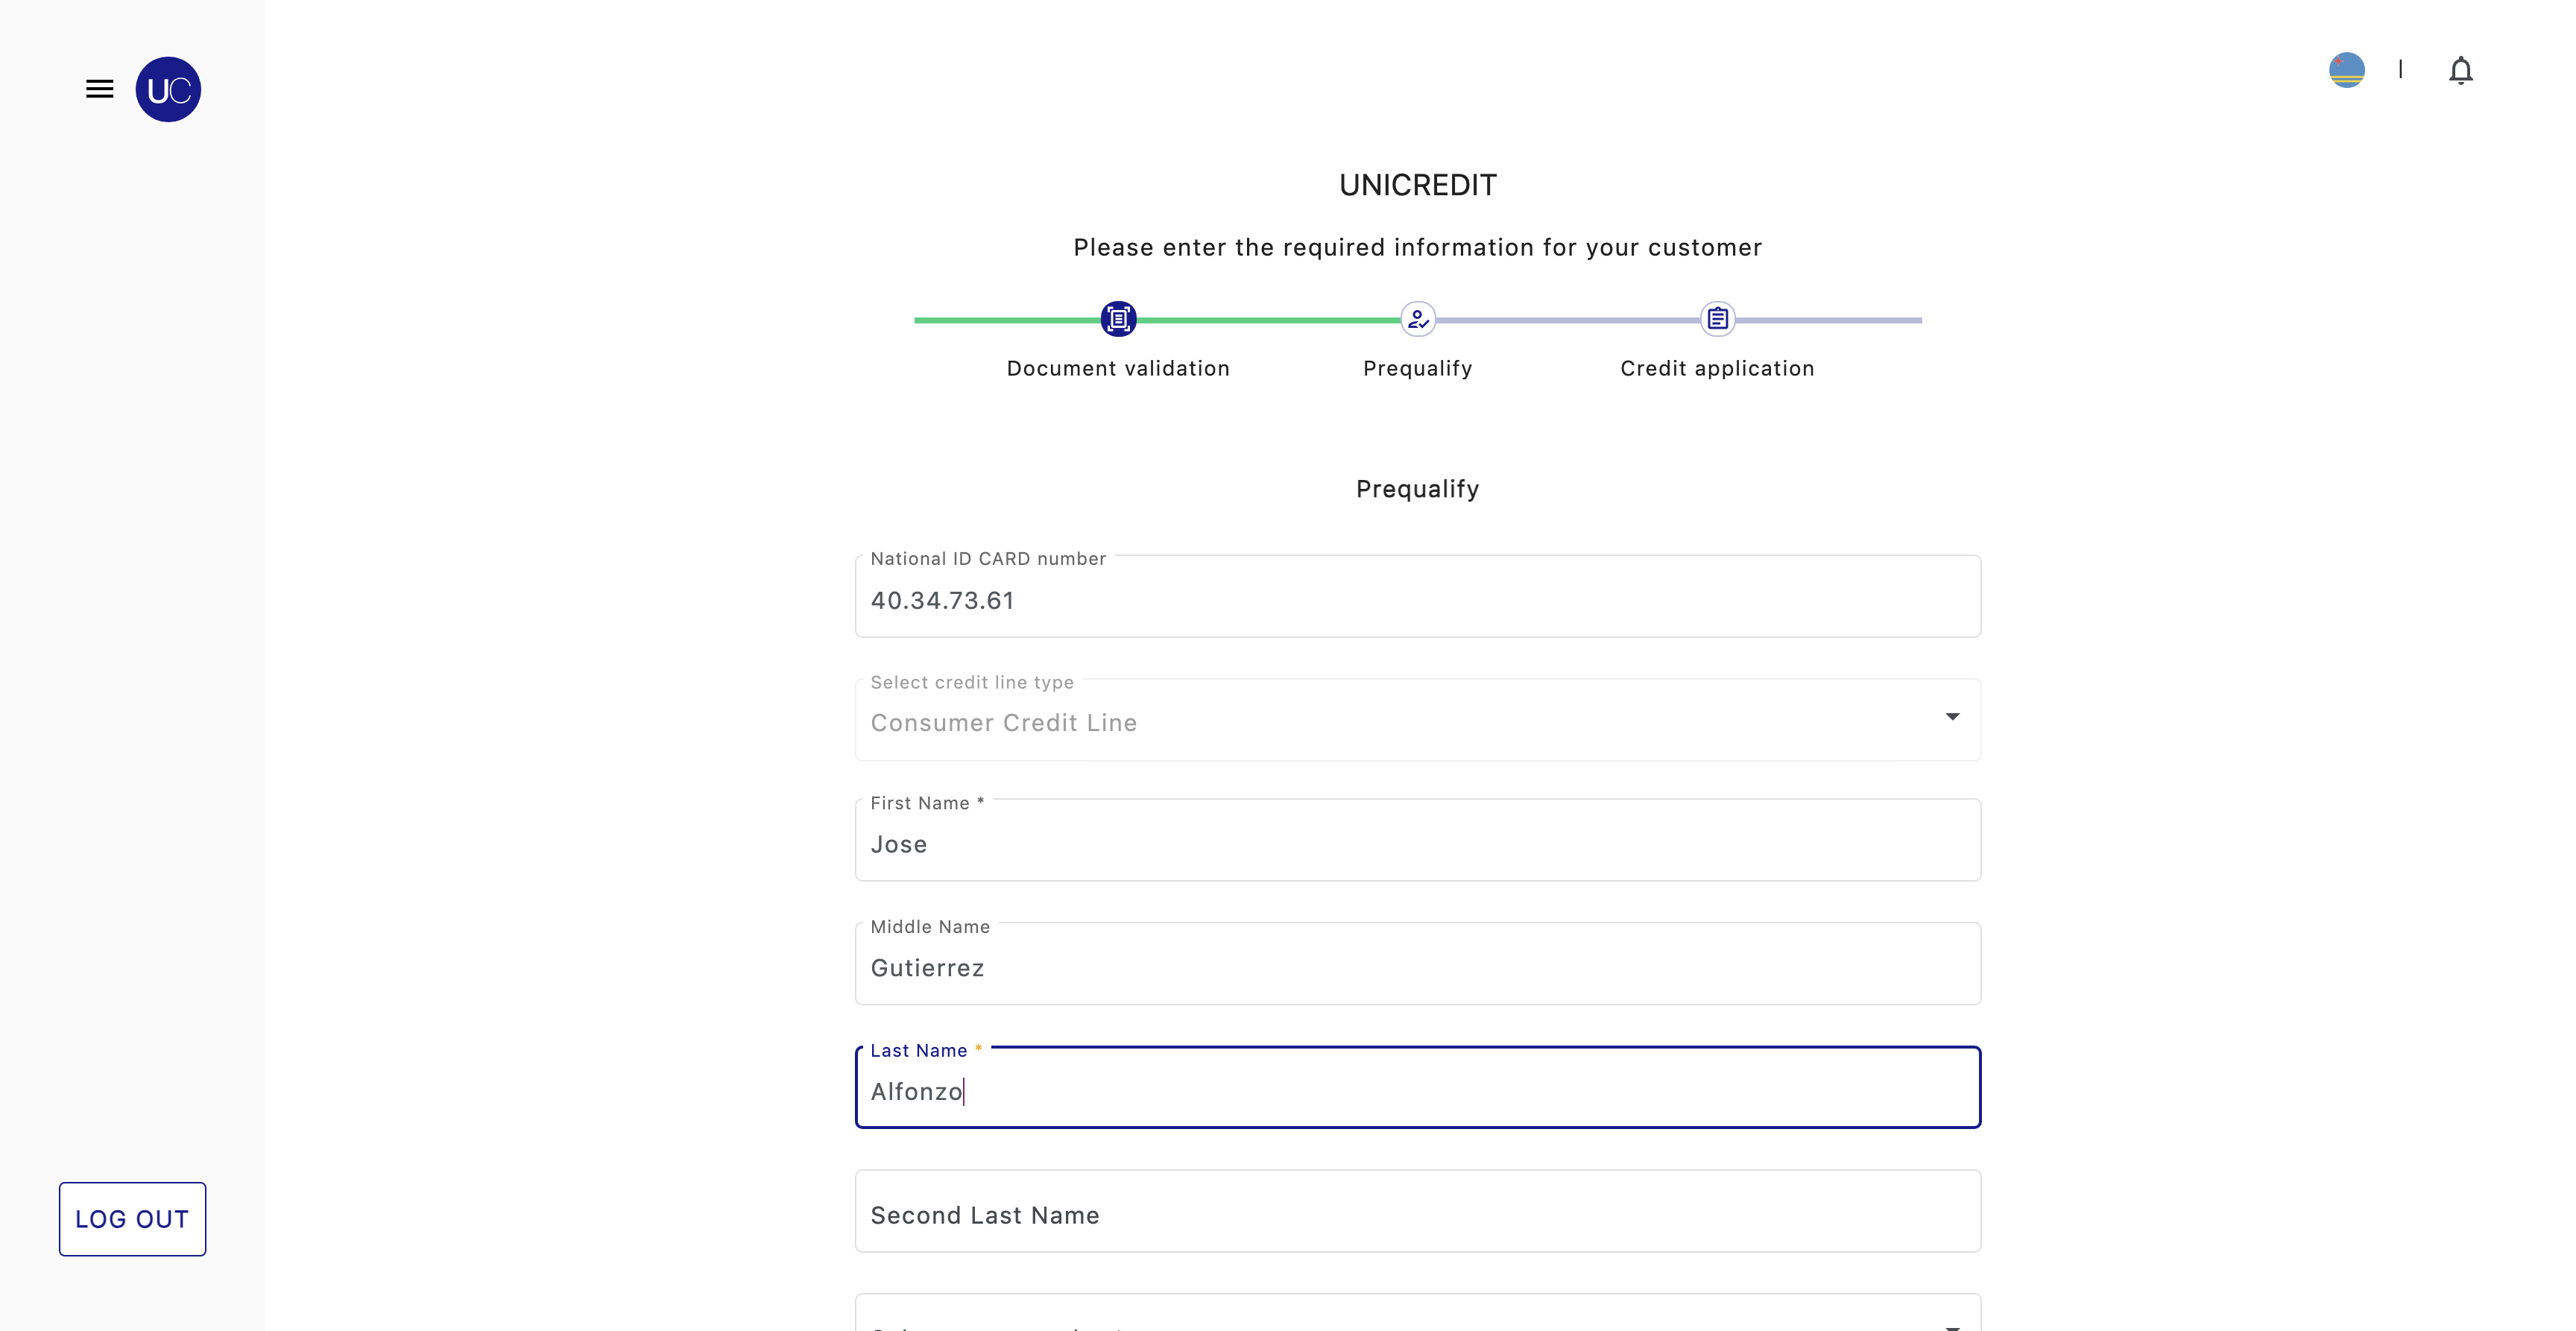 UC
UNICREDIT
Please enter the required information for your customer
Document validation
Prequalify
Credit application
Prequalify
National ID CARD number
40.34.73.61
Select credit line type
Consumer Credit Line
First Name *
Jose
Middle Name
Gutierrez
Last Name *
Alfonzo
Second Last Name
LOG OUT